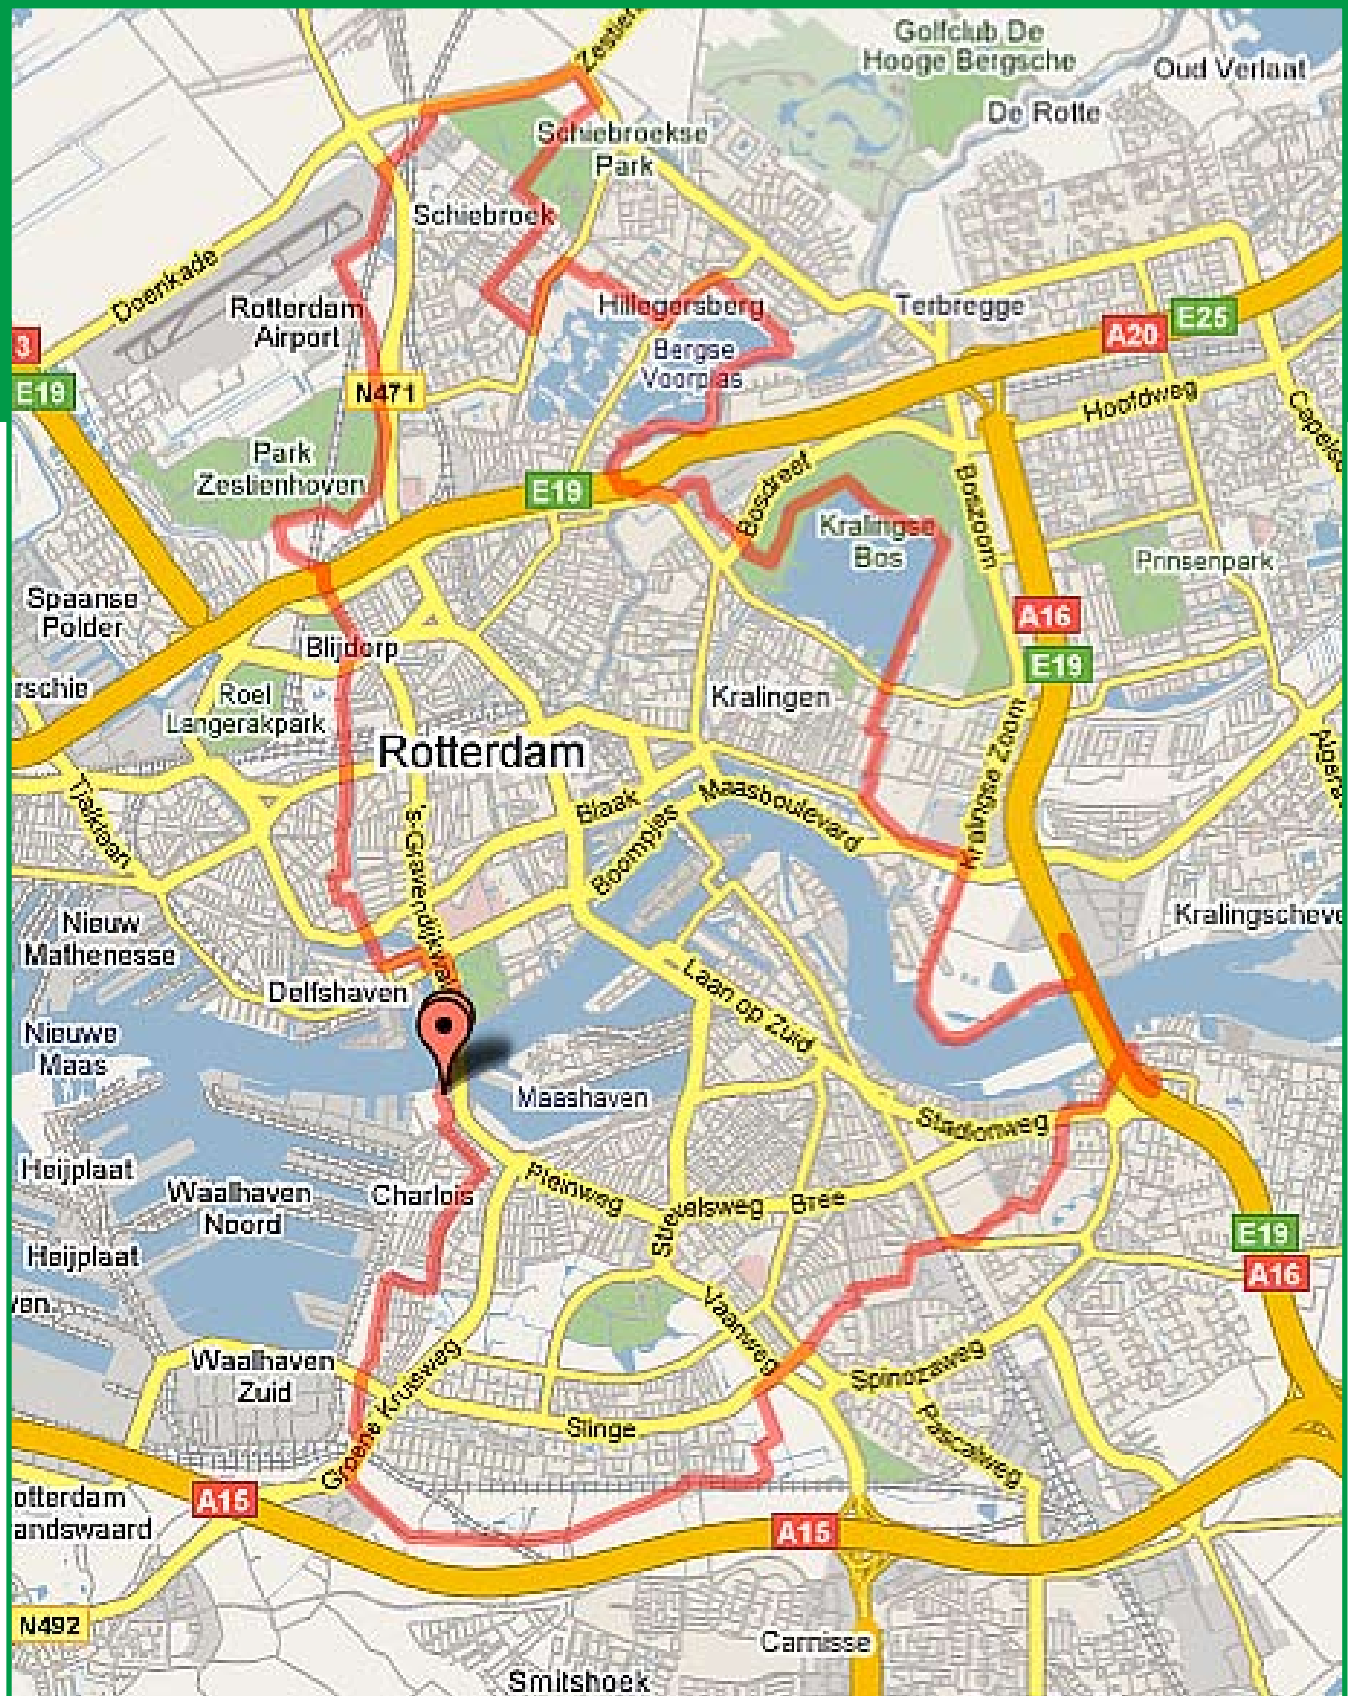 Zestien
Golfclub De
Hooge Bergsche
Oud Verlaat
De Rotte
Schiebroekse
Park
Schiebroek
Doenkade
Rotterdam
Airport
Hillegersberg
Terbregge
E25
A20
3
E19
Bergse
Voorplas
N471
Hoofdweg
Capelse
Park
Zestienhoven
E19
Bosdreef
Boszoom
Kralingse
Bos
Prinsenpark
Spaanse
Polder
A16
E19
Blijdorp
rschie
Roel
Langerakpark
Kralingen
Rotterdam
Kralingse Zoom
Algera
Tjalklaan
's-Gravendijkwal
Blaak
Maasboulevard
Boompjes
Nieuw
Mathenesse
Kralingscheve
Delfshaven
Laan op Zuid
Nieuwe
Maas
Maashaven
Stadionweg
Heijplaat
Waalhaven
Noord
Charlois
Pleinweg
Strevelsweg
Bree
Heijplaat
E19
A16
ven
Vaanweg
Waalhaven
Zuid
Groene Kruisweg
Spinozaweg
Slinge
Pascalweg
otterdam
andswaard
A15
A15
N492
Carnisse
Smitshoek